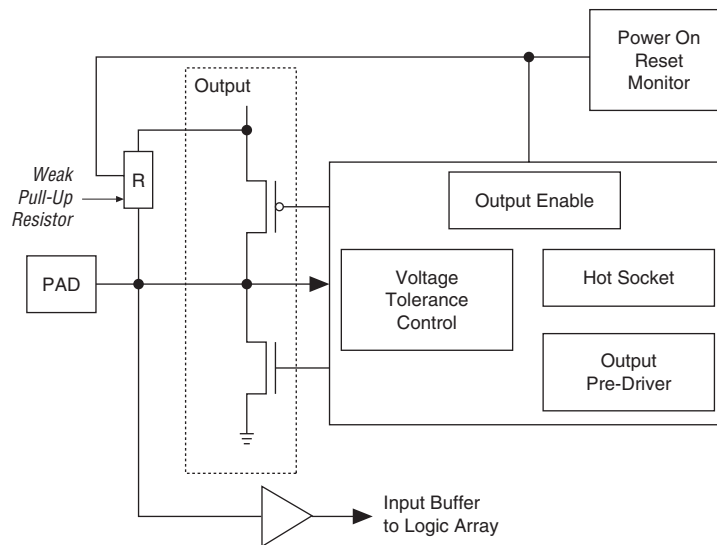 Power On
Reset
Monitor
Output
Weak
Pull-Up
Resistor
R
Output Enable
PAD
Voltage
Tolerance
Control
Hot Socket
Output
Pre-Driver
Input Buffer
to Logic Array